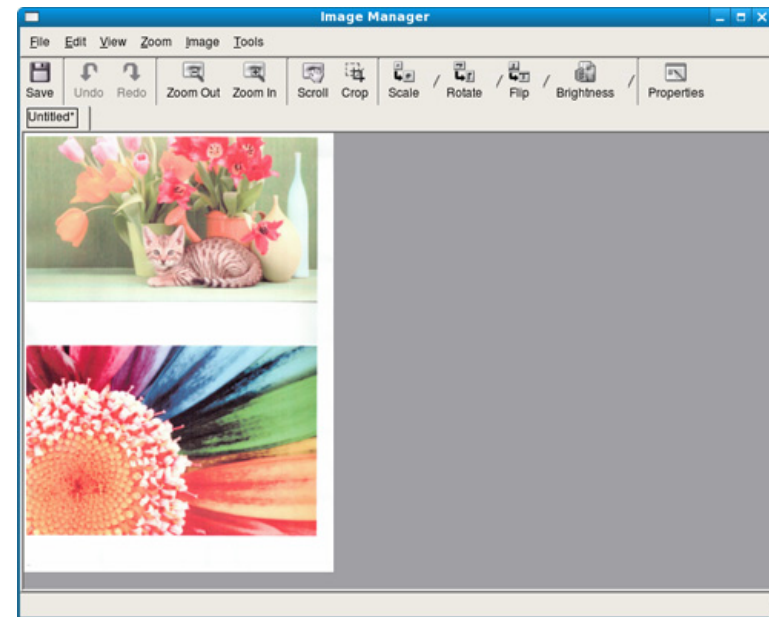 Image Manager
File Edit View Zoom Image Tools
Save Undo Redo Zoom Out Zoom In Scroll Crop Scale / Rotate / Flip / Brightness / Properties
Untitled*